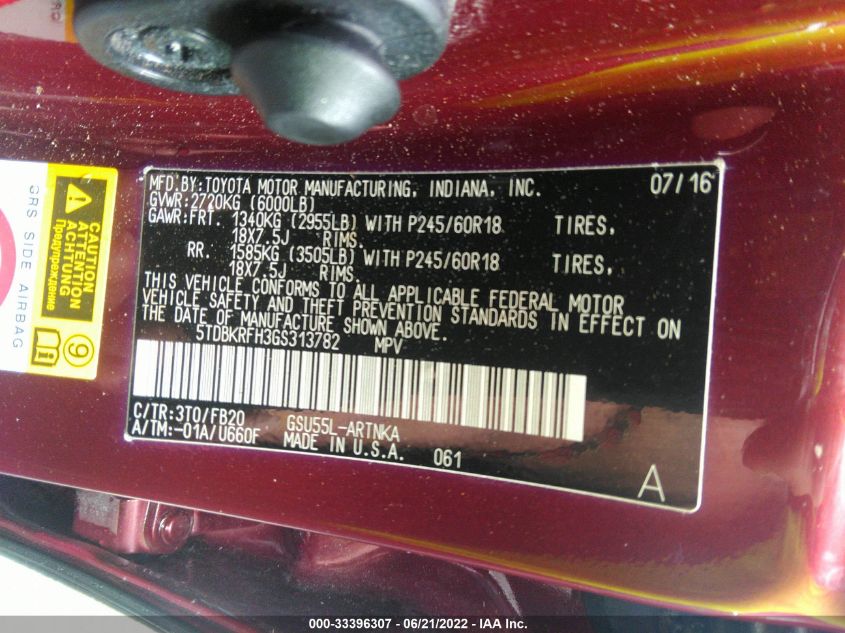 MFD.BY:TOYOTA MOTOR MANUFACTURING, INDIANA, INC. 07/16
GVWR:2720KG (6000LB)
GAWR:FRT. 1340KG (2955LB) WITH P245/60R18 TIRES,
18X7.5J RIMS.
RR. 1585KG (3505LB) WITH P245/60R18 TIRES,
18X7.5J RIMS.
THIS VEHICLE CONFORMS TO ALL APPLICABLE FEDERAL MOTOR
VEHICLE SAFETY AND THEFT PREVENTION STANDARDS IN EFFECT ON
THE DATE OF MANUFACTURE SHOWN ABOVE.
5TDBKRFH3GS313782 MPV
C/TR:3T0/FB20 GSU55L-ARTNKA
A/TM:-01A/U660F MADE IN U.S.A. 061
A
CAUTION
ATTENTION
ACHTUNG
Предупреждение
9
GRS SIDE AIRBAG
000-33396307 - 06/21/2022 - IAA Inc.